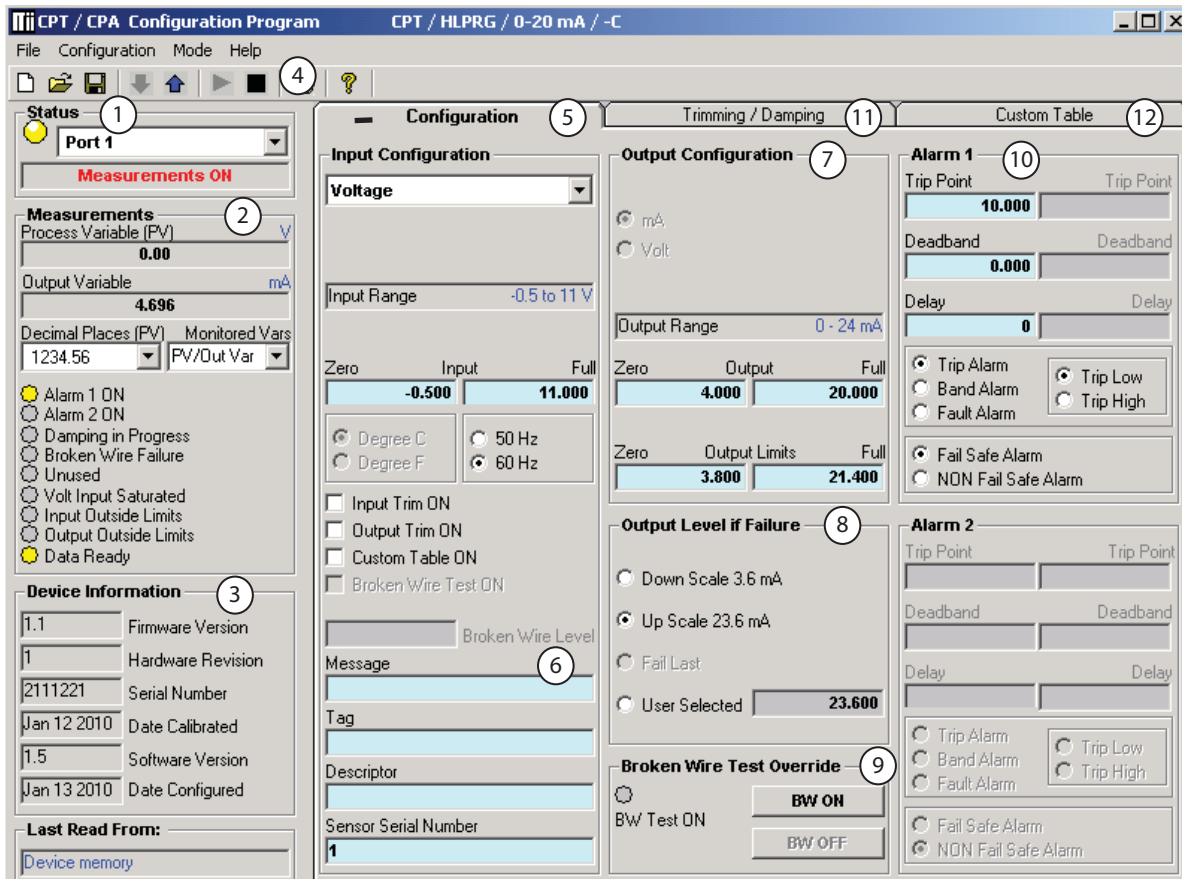 Mii CPT / CPA Configuration Program CPT / HLPRG / 0-20 mA / -C
File Configuration Mode Help
4
Status 1
Port 1
Measurements ON
Measurements 2
Process Variable (PV) V
0.00
Output Variable mA
4.696
Decimal Places (PV) Monitored Vars
1234.56 PV/Out Var
Alarm 1 ON
Alarm 2 ON
Damping in Progress
Broken Wire Failure
Unused
Volt Input Saturated
Input Outside Limits
Output Outside Limits
Data Ready
Device Information 3
1.1 Firmware Version
1 Hardware Revision
2111221 Serial Number
Jan 12 2010 Date Calibrated
1.5 Software Version
Jan 13 2010 Date Configured
Last Read From:
Device memory
Configuration 5
Trimming / Damping 11
Custom Table 12
Input Configuration
Voltage
Input Range -0.5 to 11 V
Zero Input Full
-0.500 11.000
Degree C
Degree F
50 Hz
60 Hz
Input Trim ON
Output Trim ON
Custom Table ON
Broken Wire Test ON
Broken Wire Level
Message 6
Tag
Descriptor
Sensor Serial Number
1
Output Configuration 7
mA
Volt
Output Range 0 - 24 mA
Zero Output Full
4.000 20.000
Zero Output Limits Full
3.800 21.400
Output Level if Failure 8
Down Scale 3.6 mA
Up Scale 23.6 mA
Fail Last
User Selected 23.600
Broken Wire Test Override 9
BW Test ON
BW ON
BW OFF
Alarm 1 10
Trip Point Trip Point
10.000
Deadband Deadband
0.000
Delay Delay
0
Trip Alarm
Band Alarm
Fault Alarm
Trip Low
Trip High
Fail Safe Alarm
NON Fail Safe Alarm
Alarm 2
Trip Point Trip Point
Deadband Deadband
Delay Delay
Trip Alarm
Band Alarm
Fault Alarm
Trip Low
Trip High
Fail Safe Alarm
NON Fail Safe Alarm